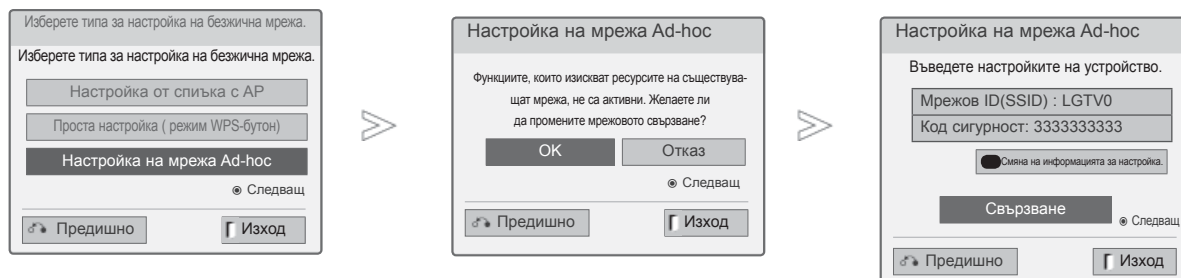 Изберете типа за настройка на безжична мрежа.
Изберете типа за настройка на безжична мрежа.
Настройка от спиъка с AP
Проста настройка ( режим WPS-бутон)
Настройка на мрежа Ad-hoc
Следващ
Предишно
Изход
Настройка на мрежа Ad-hoc
Функциите, които изискват ресурсите на съществува-
щат мрежа, не са активни. Желаете ли
да промените мрежовото свързване?
OK
Отказ
Следващ
Предишно
Изход
Настройка на мрежа Ad-hoc
Въведете настройките на устройство.
Мрежов ID(SSID) : LGTV0
Код сигурност: 3333333333
Смяна на информацията за настройка.
Свързване
Следващ
Предишно
Изход